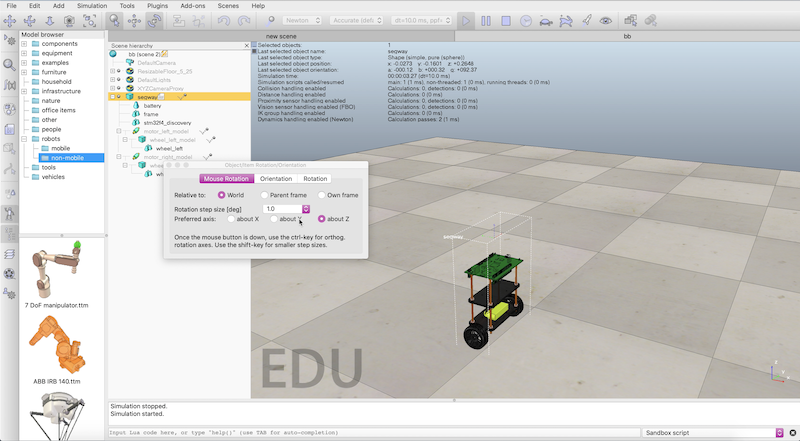 File Edit Add Simulation Tools Plugins Add-ons Scenes Help
Newton Accurate (defi dt=10.0 ms, ppf=
new scene bb
Model browser
components
equipment
examples
furniture
household
infrastructure
nature
office items
other
people
robots
mobile
non-mobile
tools
vehicles
7 DoF manipulator.ttm
ABB IRB 140.ttm
Scene hierarchy
bb (scene 2)
DefaultCamera
ResizableFloor_5_25
DefaultLights
XYZCameraProxy
segway
battery
frame
stm32f4_discovery
motor_left_model
wheel_left_model
wheel_left
motor_right_model
Selected objects: 1
Last selected object name: segway
Last selected object type: Shape (simple, pure (sphere))
Last selected object position: x: -0.0273 y: -0.1601 z: +0.2648
Last selected object orientation: a: -000.12 b: +000.32 g: +092.37
Simulation time: 00:00:03.27 (dt=10.0 ms)
Simulation scripts called/resumed main: 1 (1 ms), non-threaded: 1 (0 ms), running threads: 0 (0 ms)
Collision handling enabled Calculations: 0, detections: 0 (0 ms)
Distance handling enabled Calculations: 0 (0 ms)
Proximity sensor handling enabled Calculations: 0, detections: 0 (0 ms)
Vision sensor handling enabled (FBO) Calculations: 0, detections: 0 (0 ms)
IK group handling enabled Calculations: 0 (0 ms)
Dynamics handling enabled (Newton) Calculation passes: 2 (1 ms)
Object/Item Rotation/Orientation
Mouse Rotation Orientation Rotation
Relative to: World Parent frame Own frame
Rotation step size [deg] 1.0
Preferred axis: about X about Y about Z
Once the mouse button is down, use the ctrl-key for orthog.
rotation axes. Use the shift-key for smaller step sizes.
segway
EDU
Simulation stopped.
Simulation started.
Input Lua code here, or type "help()" (use TAB for auto-completion) Sandbox script